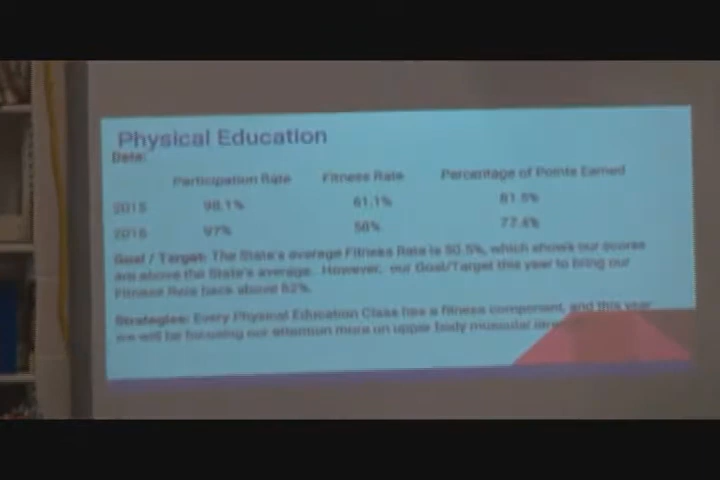 Physical Education
Data:
Participation Rate Fitness Rate Percentage of Points Earned
2015 98.1% 61.1% 81.5%
2016 97% 58% 77.4%
Goal / Target: The State's average Fitness Rate is 50.5%, which shows our scores
are above the State's average. However, our Goal/Target this year to bring our
Fitness Rate back above 62%.
Strategies: Every Physical Education Class has a fitness component, and this year
we will be focusing our attention more on upper body muscular